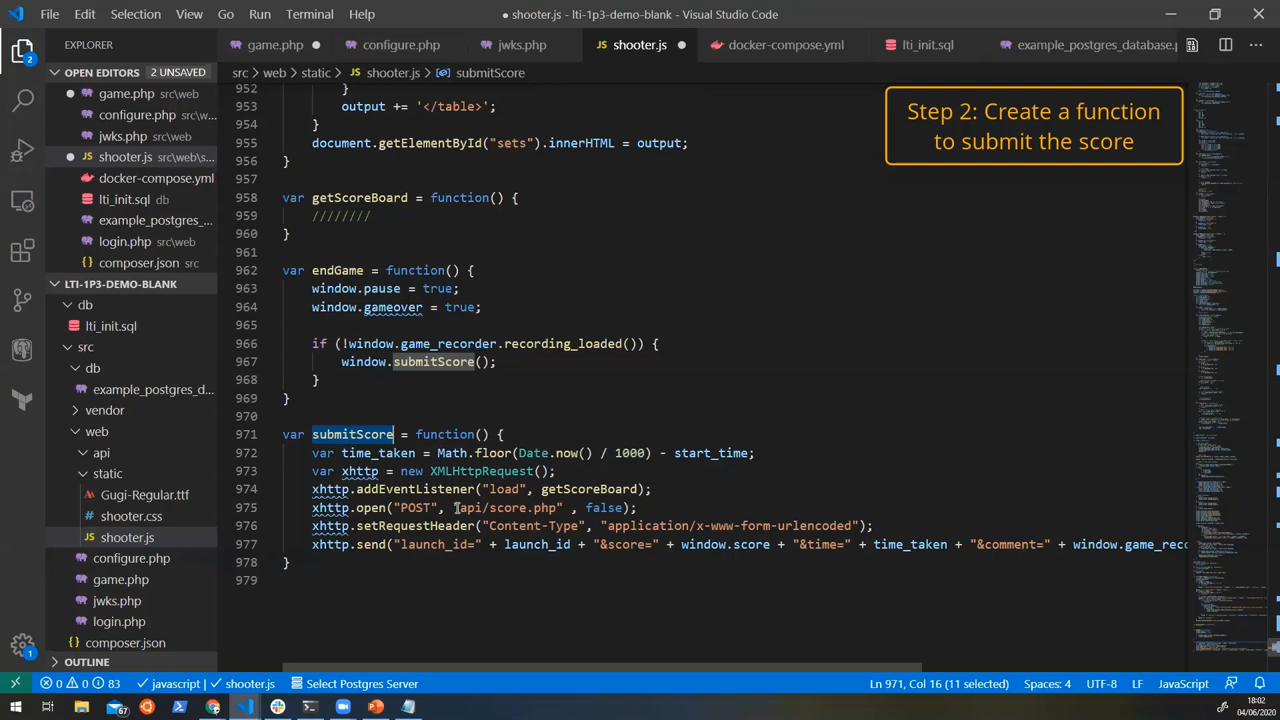 File Edit Selection View Go Run Terminal Help
● shooter.js - lti-1p3-demo-blank - Visual Studio Code
EXPLORER
game.php ● configure.php jwks.php JS shooter.js ● docker-compose.yml lti_init.sql example_postgres_database.p
OPEN EDITORS 2 UNSAVED
src > web > static > JS shooter.js > submitScore
● game.php src\web
configure.php src\w...
jwks.php src\web
● JS shooter.js src\web\s...
docker-compose.yml
lti_init.sql db
example_postgres_...
login.php src\web
composer.json src
LTI-1P3-DEMO-BLANK
db
lti_init.sql
src
db
example_postgres_d...
vendor
web
api
static
Gugi-Regular.ttf
shooter.css
JS shooter.js
configure.php
game.php
jwks.php
login.php
composer.json
OUTLINE
2
1
Step 2: Create a function
to submit the score
952 }
953 output += '</table>';
954 }
955 document.getElementById("bests").innerHTML = output;
956 }
957
958 var getScoreBoard = function() {
959 ////////
960 }
961
962 var endGame = function() {
963 window.pause = true;
964 window.gameover = true;
965
966 if (!window.game_recorder.recording_loaded()) {
967 window.submitScore();
968 }
969 }
970
971 var submitScore = function() {
972 var time_taken = Math.floor(Date.now() / 1000) - start_time;
973 var xhttp = new XMLHttpRequest();
974 xhttp.addEventListener("load", getScoreBoard);
975 xhttp.open("POST", "api/score.php" , false);
976 xhttp.setRequestHeader("Content-Type", "application/x-www-form-urlencoded");
977 xhttp.send("launch_id=" + launch_id + "&score=" + window.score + "&time=" + time_taken + "&comment=" + window.game_reco
978 }
979
0 0 83 javascript shooter.js Select Postgres Server Ln 971, Col 16 (11 selected) Spaces: 4 UTF-8 LF JavaScript
67
18:02
04/06/2020